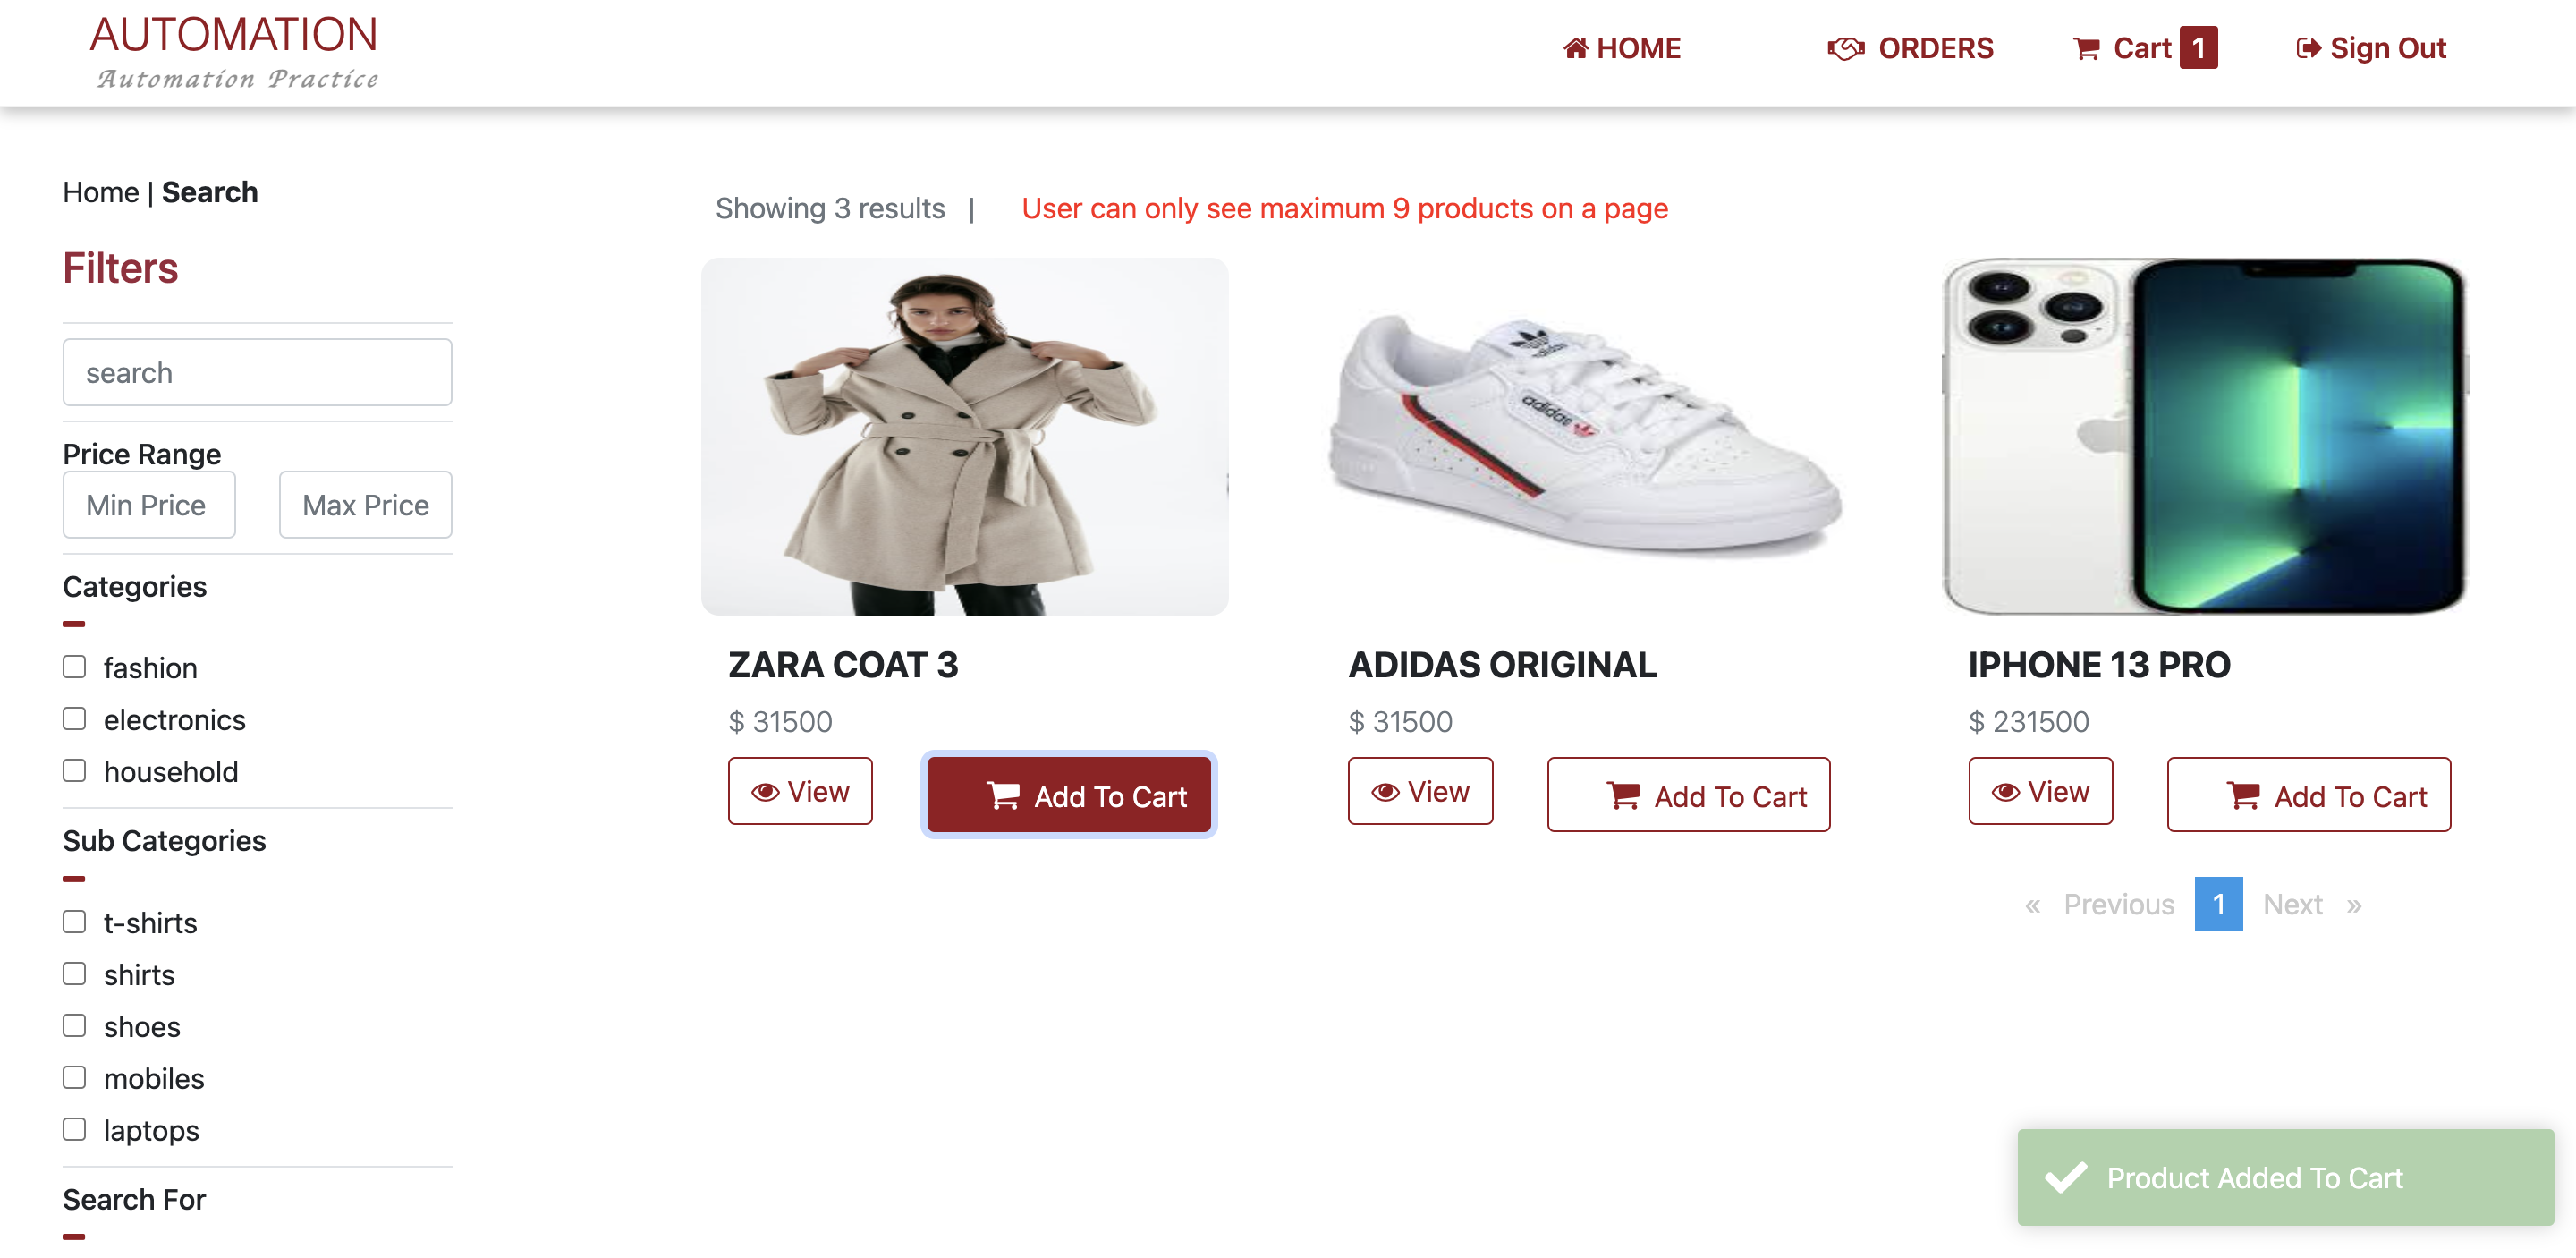 AUTOMATION
Automation Practice
HOME
ORDERS
Cart 1
Sign Out
Home | Search
Showing 3 results |
User can only see maximum 9 products on a page
Filters
search
Price Range
Min Price
Max Price
Categories
fashion
electronics
household
Sub Categories
t-shirts
shirts
shoes
mobiles
laptops
Search For
adidas
adidas
ZARA COAT 3
$ 31500
View
Add To Cart
ADIDAS ORIGINAL
$ 31500
View
Add To Cart
IPHONE 13 PRO
$ 231500
View
Add To Cart
« Previous 1 Next »
Product Added To Cart